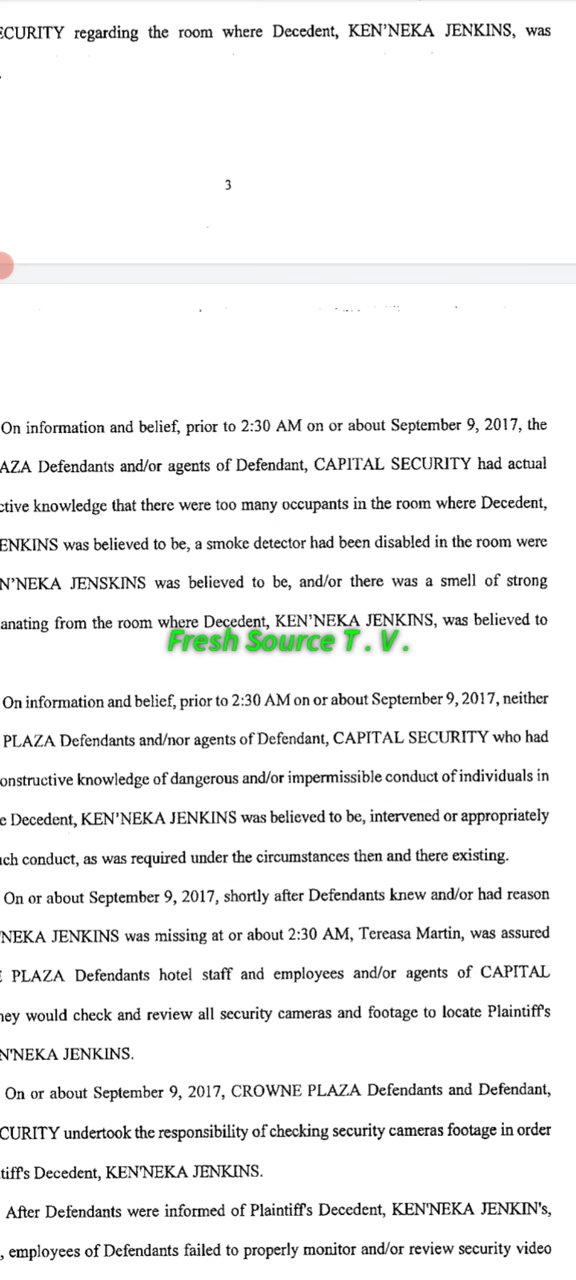 ECURITY regarding the room where Decedent, KEN'NEKA JENKINS, was
.
3
On information and belief, prior to 2:30 AM on or about September 9, 2017, the
AZA Defendants and/or agents of Defendant, CAPITAL SECURITY had actual
ctive knowledge that there were too many occupants in the room where Decedent,
ENKINS was believed to be, a smoke detector had been disabled in the room were
N'NEKA JENSKINS was believed to be, and/or there was a smell of strong
anating from the room where Decedent, KEN'NEKA JENKINS, was believed to
Fresh Source T.V.
On information and belief, prior to 2:30 AM on or about September 9, 2017, neither
PLAZA Defendants and/nor agents of Defendant, CAPITAL SECURITY who had
onstructive knowledge of dangerous and/or impermissible conduct of individuals in
e Decedent, KEN'NEKA JENKINS was believed to be, intervened or appropriately
uch conduct, as was required under the circumstances then and there existing.
On or about September 9, 2017, shortly after Defendants knew and/or had reason
'NEKA JENKINS was missing at or about 2:30 AM, Tereasa Martin, was assured
E PLAZA Defendants hotel staff and employees and/or agents of CAPITAL
hey would check and review all security cameras and footage to locate Plaintiff's
N'NEKA JENKINS.
On or about September 9, 2017, CROWNE PLAZA Defendants and Defendant,
CURITY undertook the responsibility of checking security cameras footage in order
tiff's Decedent, KEN'NEKA JENKINS.
After Defendants were informed of Plaintiff's Decedent, KEN'NEKA JENKIN's,
, employees of Defendants failed to properly monitor and/or review security video